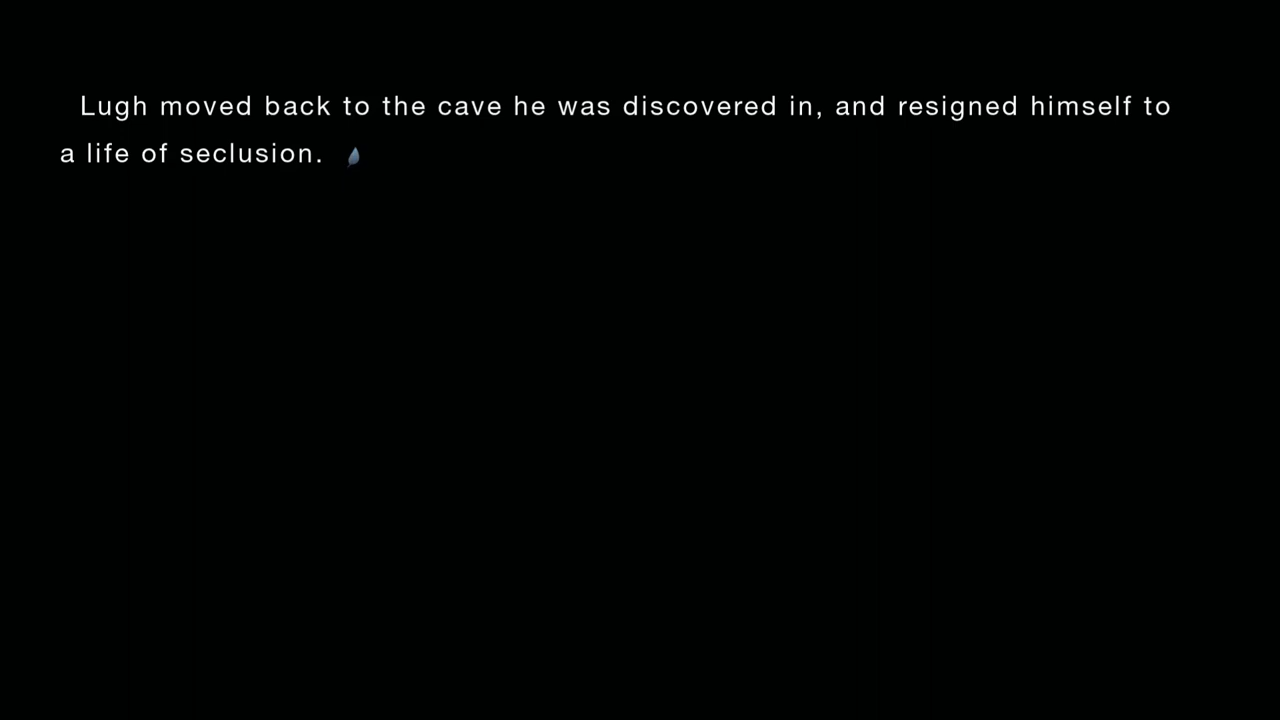 Lugh moved back to the cave he was discovered in, and resigned himself to
a life of seclusion.